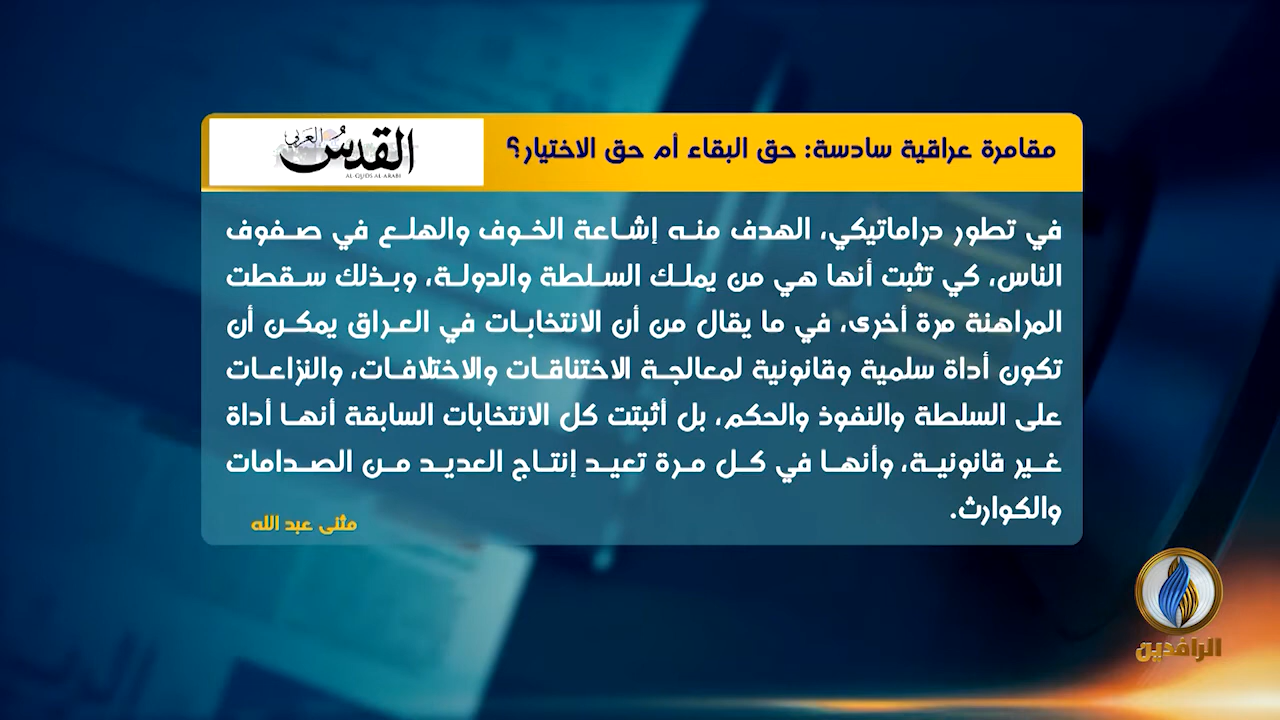 مقامرة عراقية سادسة: حق البقاء أم حق الاختيار؟
القدس العربي
AL-QUDS AL-ARABI
في تطور دراماتيكي، الهدف منه إشاعة الخوف والهلع في صفوف
الناس، كي تثبت أنها هي من يملك السلطة والدولة، وبذلك سقطت
المراهنة مرة أخرى، في ما يقال من أن الانتخابات في العراق يمكن أن
تكون أداة سلمية وقانونية لمعالجة الاختناقات والاختلافات، والنزاعات
على السلطة والنفوذ والحكم، بل أثبتت كل الانتخابات السابقة أنها أداة
غير قانونية، وأنها في كل مرة تعيد إنتاج العديد من الصدامات
والكوارث.
مثنى عبد الله
الرافدين